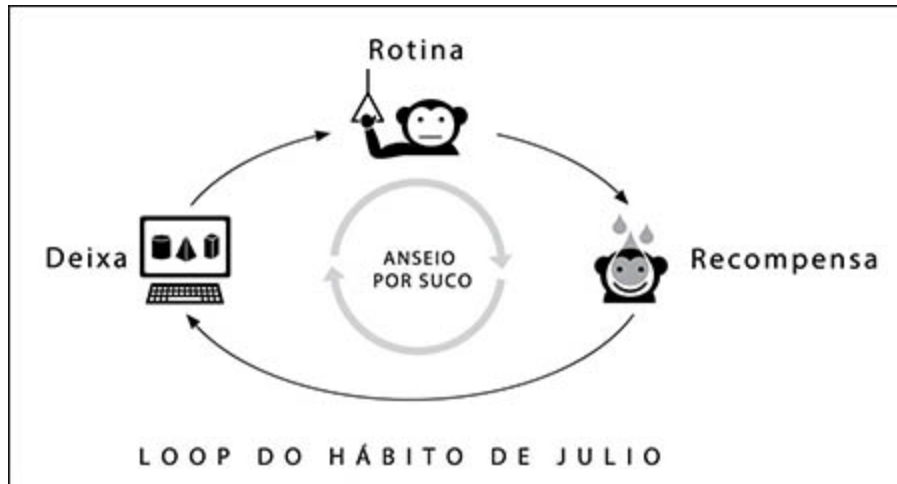 Rotina
Deixa
ANSEIO
POR SUCO
Recompensa
LOOP DO HÁBITO DE JULIO